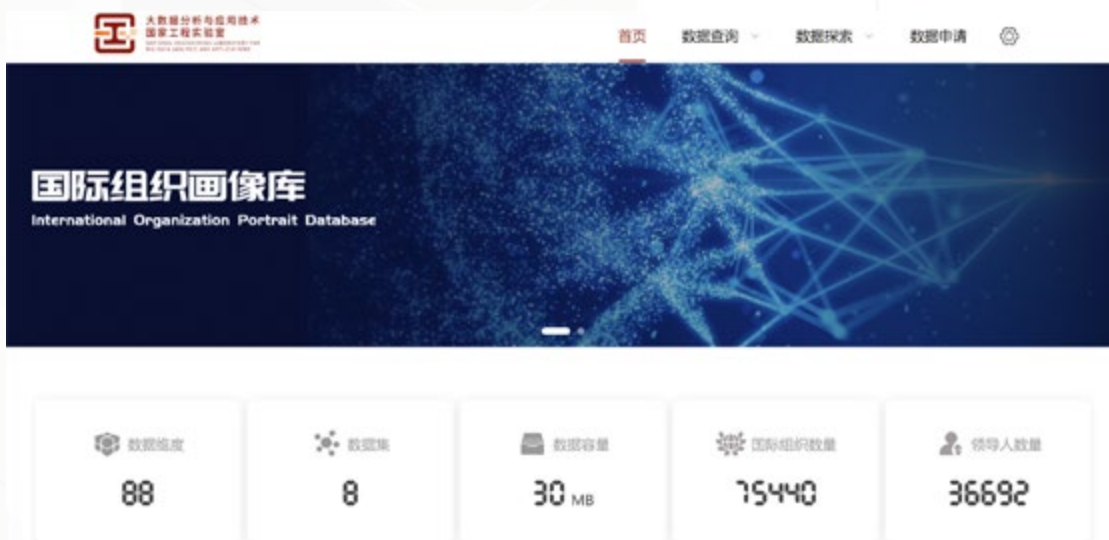 大数据分析与应用技术
国家工程实验室
首页
数据查询
数据探索
数据申请
国际组织画像库
International Organization Portrait Database
数据维度
88
数据集
8
数据容量
30 MB
国际组织数量
75440
领导人数量
36692